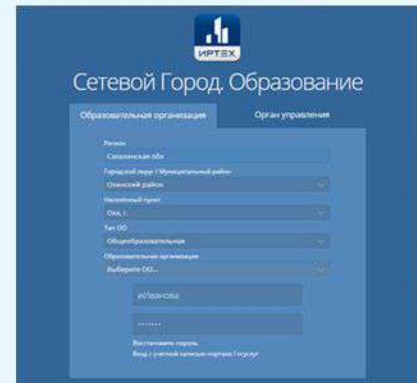 ИРТЕХ
Сетевой Город. Образование
Образовательная организация
Орган управления
Регион
Сахалинская обл
Городской округ / Муниципальный район
Охинский район
Населённый пункт
Оха, г.
Тип ОО
Общеобразовательная
Образовательная организация
Выберите ОО...
Восстановить пароль
Вход с учетной записью портала Госуслуг